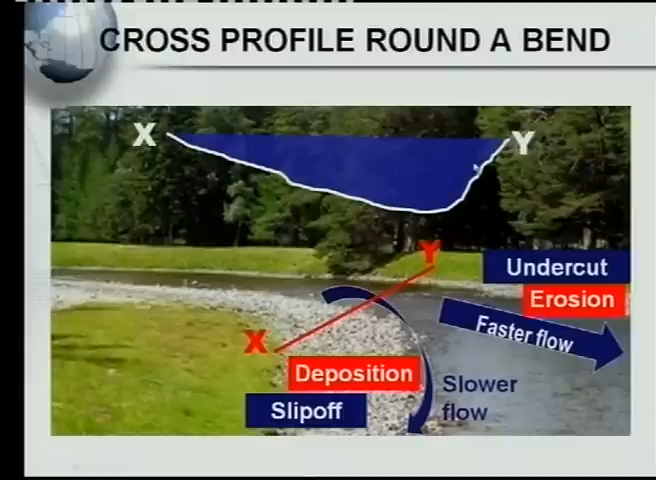 CROSS PROFILE ROUND A BEND
X
Y
Y
Undercut
Erosion
Faster flow
X
Deposition
Slower
flow
Slipoff